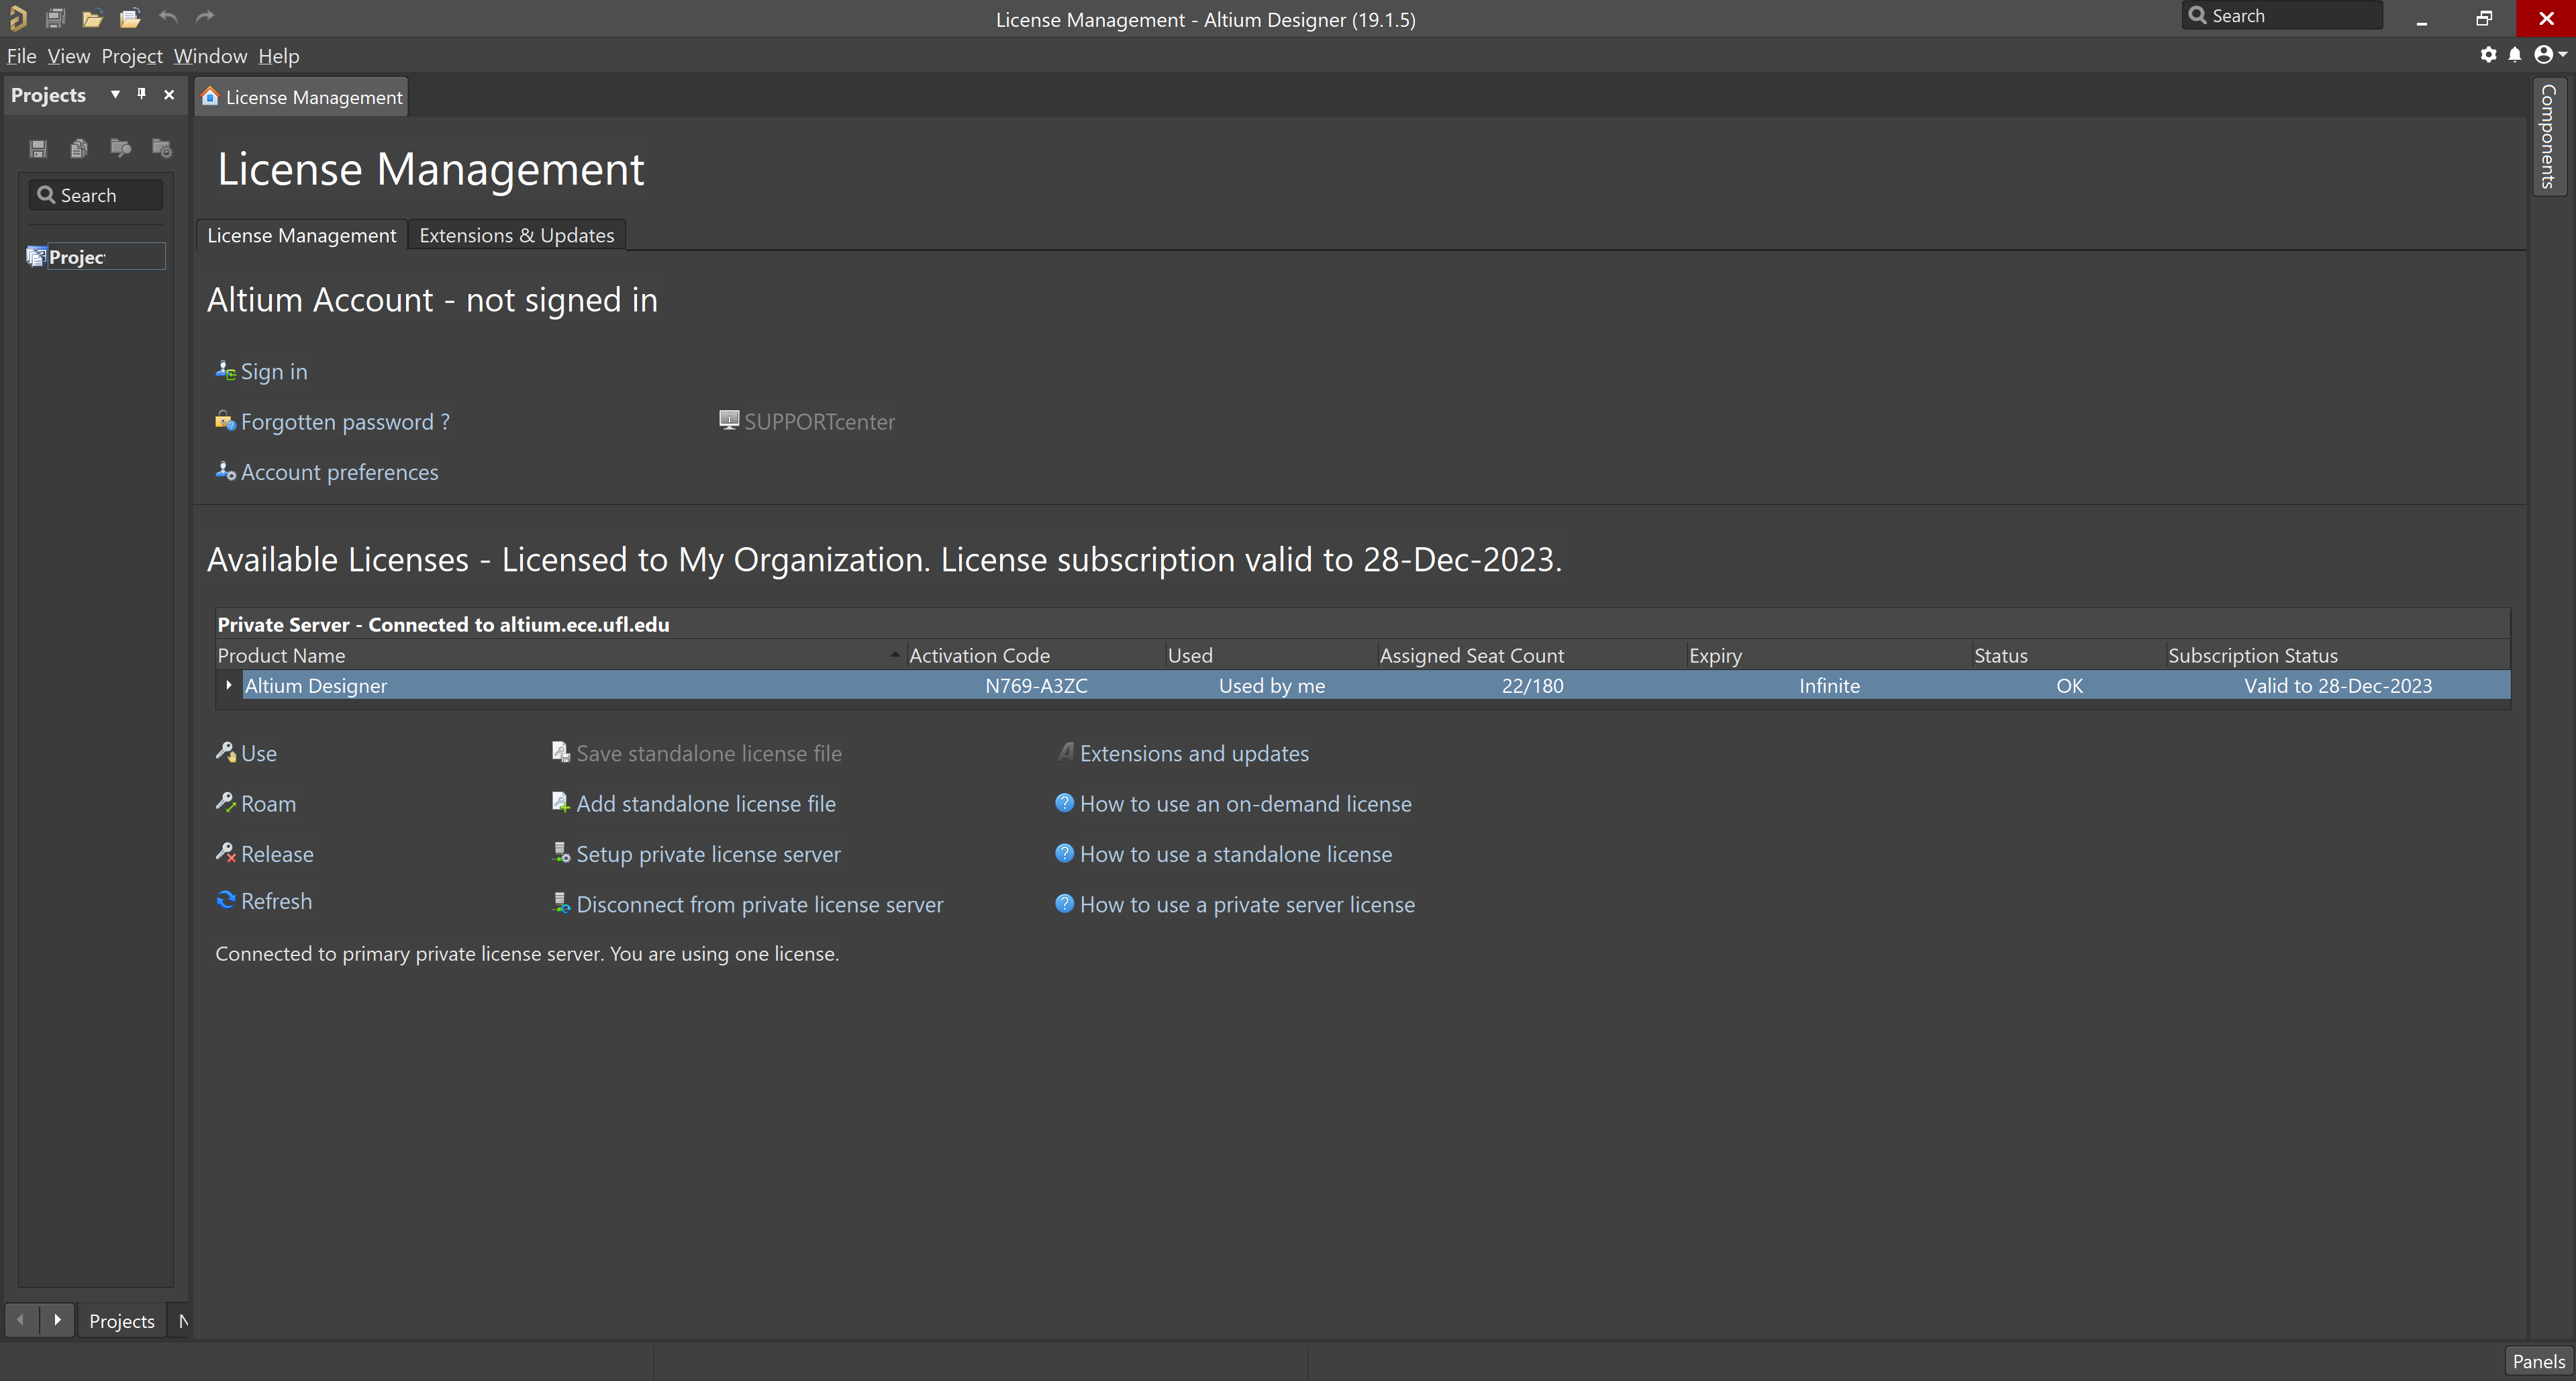 License Management - Altium Designer (19.1.5)
Search
File View Project Window Help
Projects
License Management
Components
License Management
Search
License Management
Extensions & Updates
Projec
Altium Account - not signed in
Sign in
Forgotten password ?
SUPPORTcenter
Account preferences
Available Licenses - Licensed to My Organization. License subscription valid to 28-Dec-2023.
Private Server - Connected to altium.ece.ufl.edu
Product Name Activation Code Used Assigned Seat Count Expiry Status Subscription Status
Altium Designer N769-A3ZC Used by me 22/180 Infinite OK Valid to 28-Dec-2023
Use
Save standalone license file
Extensions and updates
Roam
Add standalone license file
How to use an on-demand license
Release
Setup private license server
How to use a standalone license
Refresh
Disconnect from private license server
How to use a private server license
Connected to primary private license server. You are using one license.
Projects
N
Panels